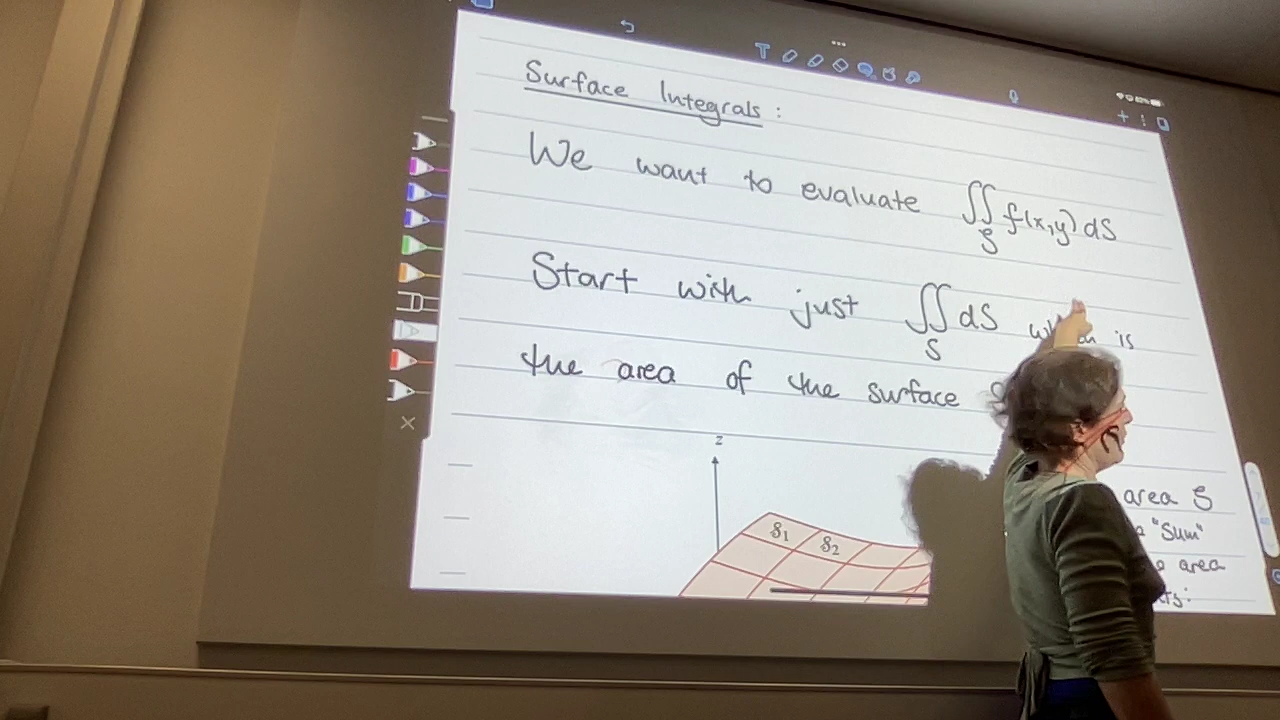 Surface Integrals:
We want to evaluate ∬_S f(x,y) dS
Start with just ∬_S dS which is
the area of the surface
z
S1 S2
area S
"Sum"
area